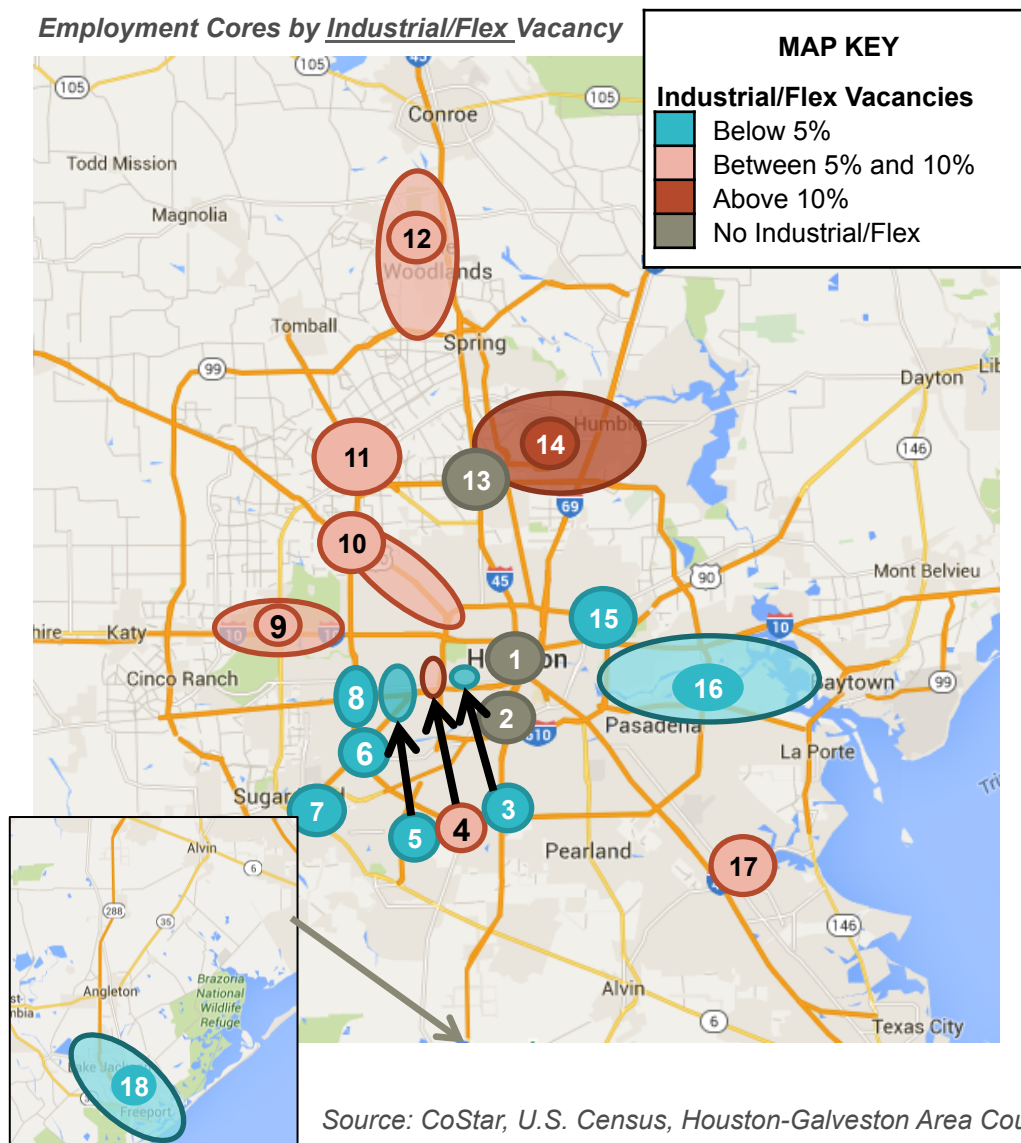 Employment Cores by Industrial/Flex Vacancy
MAP KEY
Industrial/Flex Vacancies
Below 5%
Between 5% and 10%
Above 10%
No Industrial/Flex
45
105
105
105
Conroe
Todd Mission
Magnolia
12
Woodlands
Tomball
Spring
99
Dayton
Humble
146
14
11
13
69
10
45
90
Mont Belvieu
15
10
9
10
10
Katy
1
Cinco Ranch
8
16
Baytown
99
2
610
Pasadena
La Porte
6
Sugar
7
3
4
5
Pearland
17
146
Alvin
6
Texas City
Alvin
6
288
35
Angleton
Brazoria
National
Wildlife
Refuge
Lake Jackson
18
Freeport
Source: CoStar, U.S. Census, Houston-Galveston Area Cou